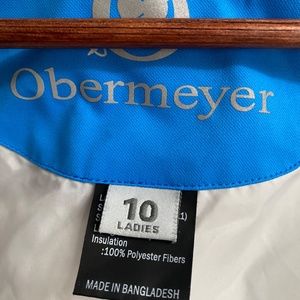 Obermeyer
10
LADIES
Insulation
:100% Polyester Fibers
MADE IN BANGLADESH